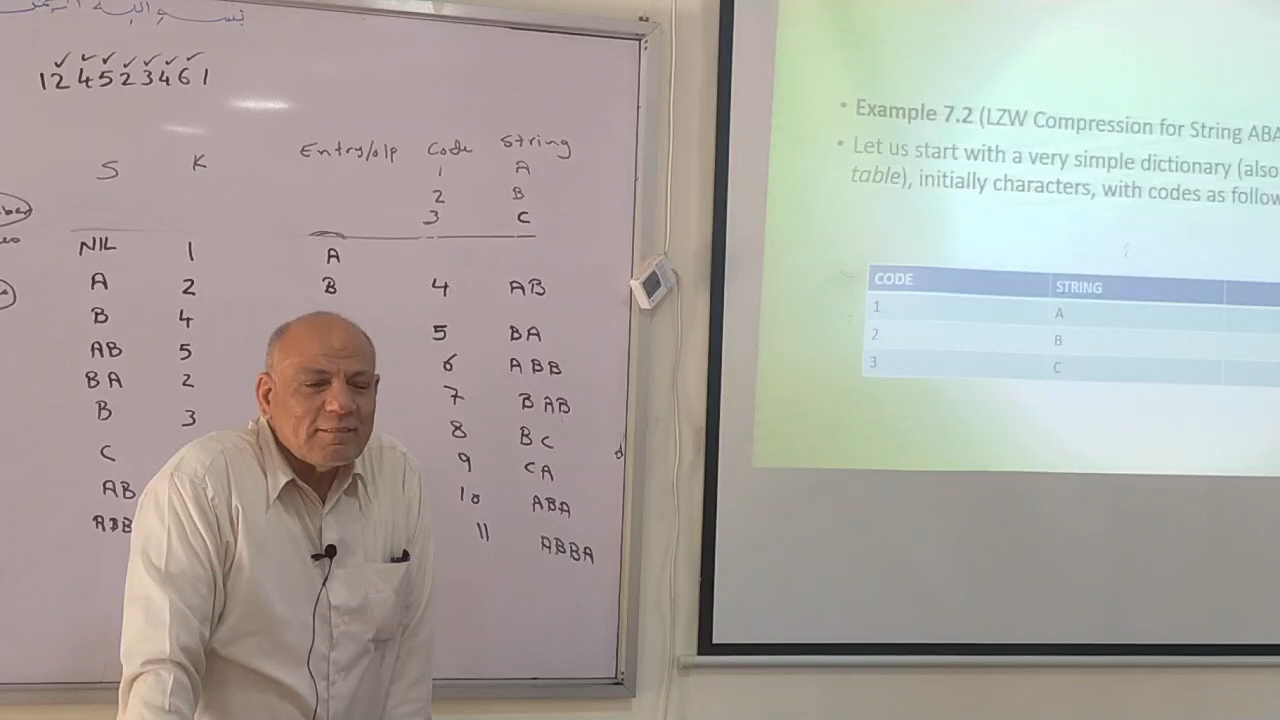 124523461
S K Entry/o/p Code String
1 A
2 B
3 C
NIL 1 A
A 2 B 4 AB
B 4 5 BA
AB 5 6 ABB
BA 2 7 BAB
B 3 8 BC
C 9 CA
AB 10 ABA
ABB 11 ABBA
• Example 7.2 (LZW Compression for String ABA
• Let us start with a very simple dictionary (also
table), initially characters, with codes as follow
CODE STRING
1 A
2 B
3 C